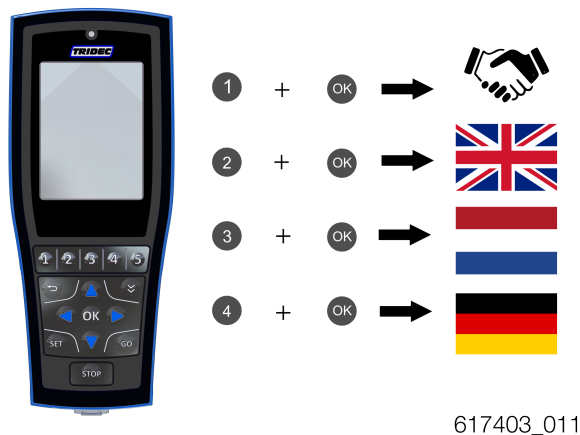 TRIDEC
1 + OK
2 + OK
3 + OK
4 + OK
1 2 3 4 5
OK
SET GO
STOP
617403_011